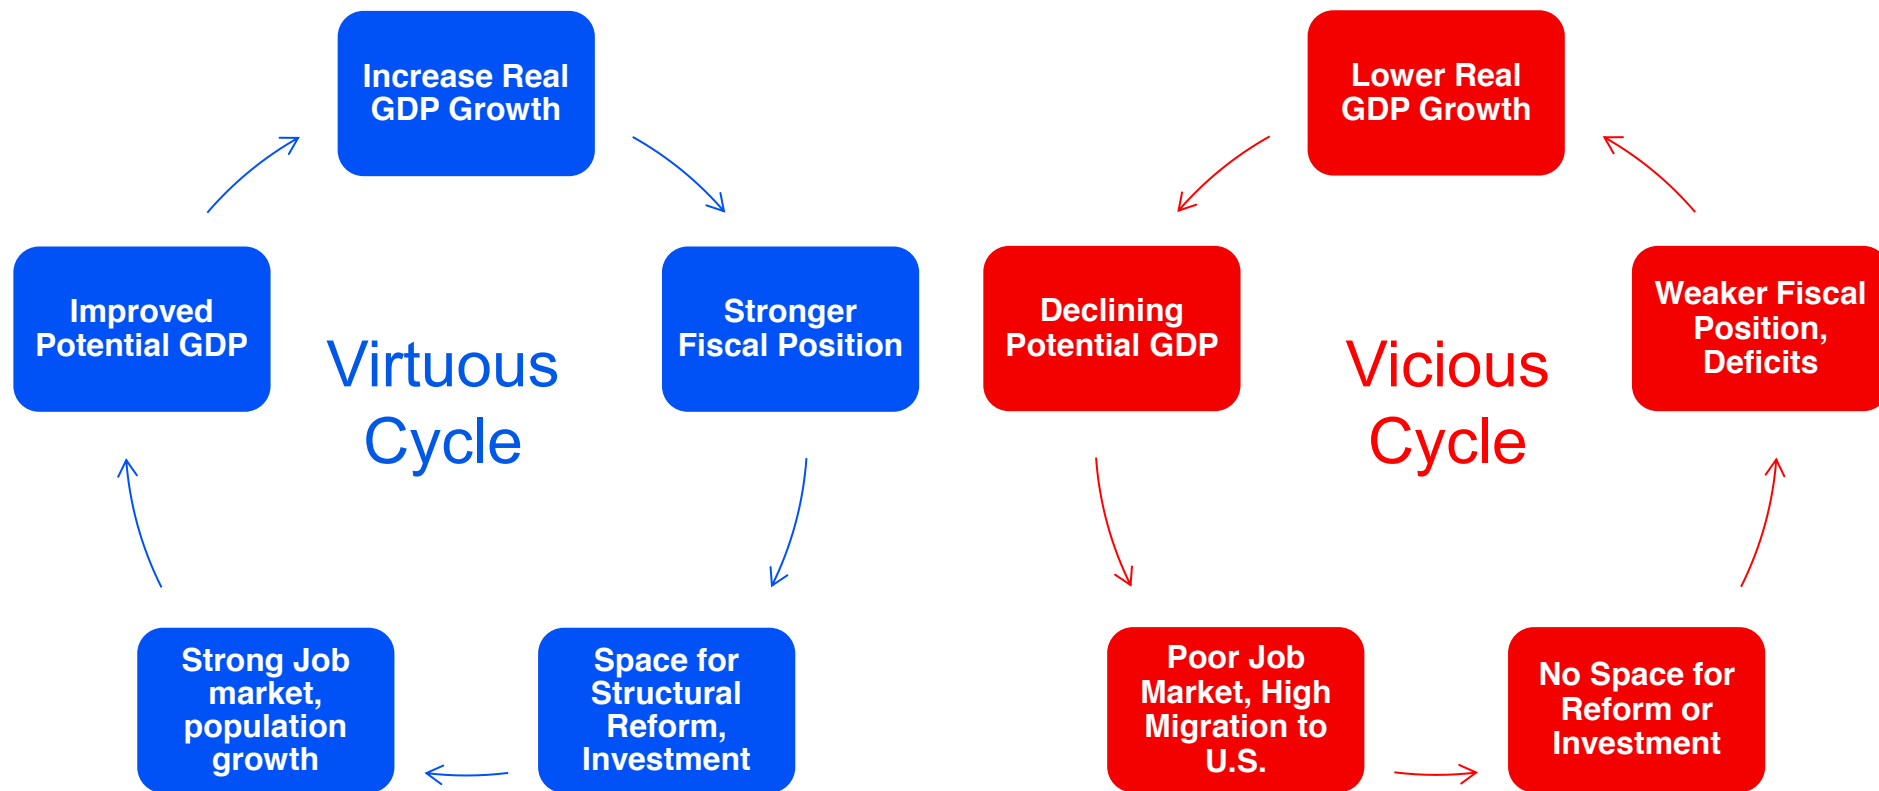 Increase Real
GDP Growth
Improved
Potential GDP
Stronger
Fiscal Position
Virtuous
Cycle
Strong Job
market,
population
growth
Space for
Structural
Reform,
Investment
Lower Real
GDP Growth
Declining
Potential GDP
Weaker Fiscal
Position,
Deficits
Vicious
Cycle
Poor Job
Market, High
Migration to
U.S.
No Space for
Reform or
Investment